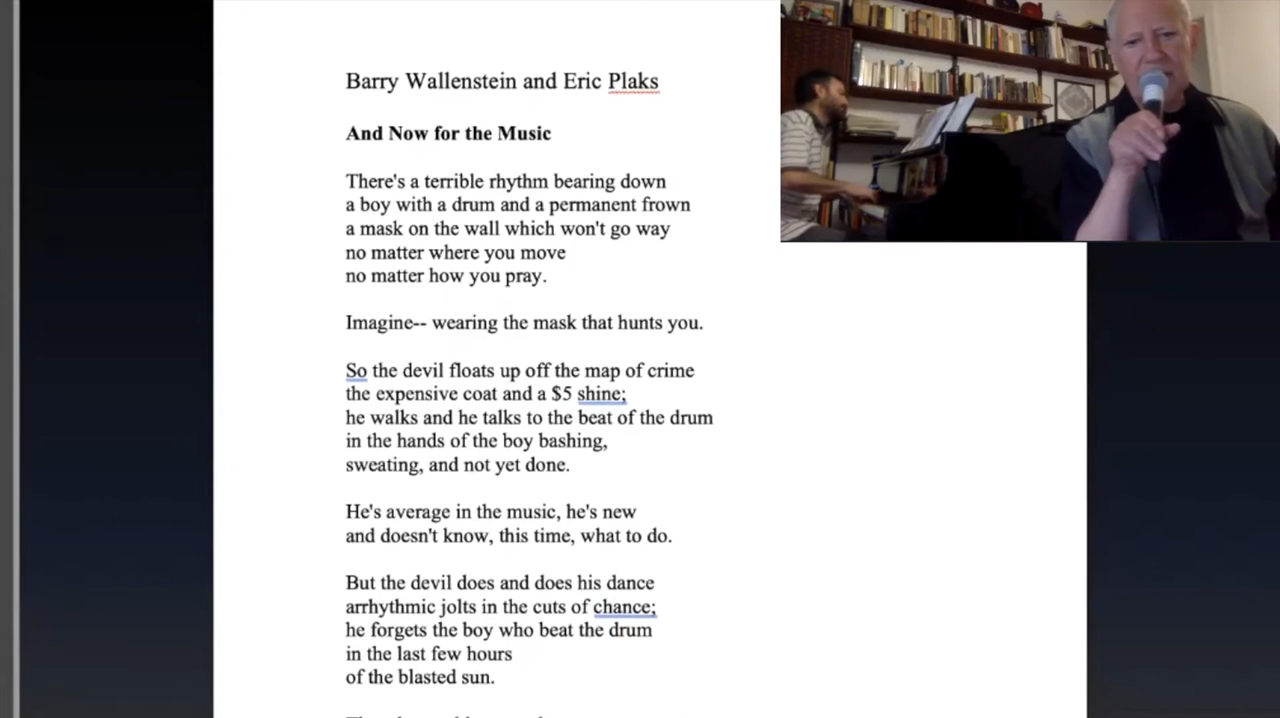 Barry Wallenstein and Eric Plaks
And Now for the Music
There's a terrible rhythm bearing down
a boy with a drum and a permanent frown
a mask on the wall which won't go way
no matter where you move
no matter how you pray.
Imagine-- wearing the mask that hunts you.
So the devil floats up off the map of crime
the expensive coat and a $5 shine;
he walks and he talks to the beat of the drum
in the hands of the boy bashing,
sweating, and not yet done.
He's average in the music, he's new
and doesn't know, this time, what to do.
But the devil does and does his dance
arrhythmic jolts in the cuts of chance;
he forgets the boy who beat the drum
in the last few hours
of the blasted sun.